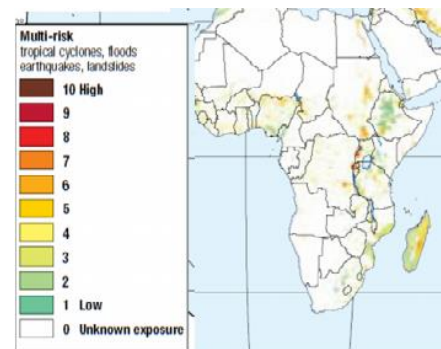 Multi-risk
tropical cyclones, floods
earthquakes, landslides
10 High
9
8
7
6
5
4
3
2
1 Low
0 Unknown exposure